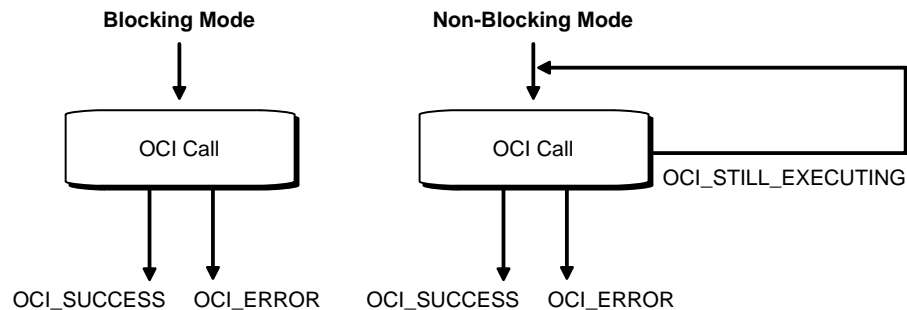 Blocking Mode
Non-Blocking Mode
OCI Call
OCI Call
OCI_STILL_EXECUTING
OCI_SUCCESS
OCI_ERROR
OCI_SUCCESS
OCI_ERROR